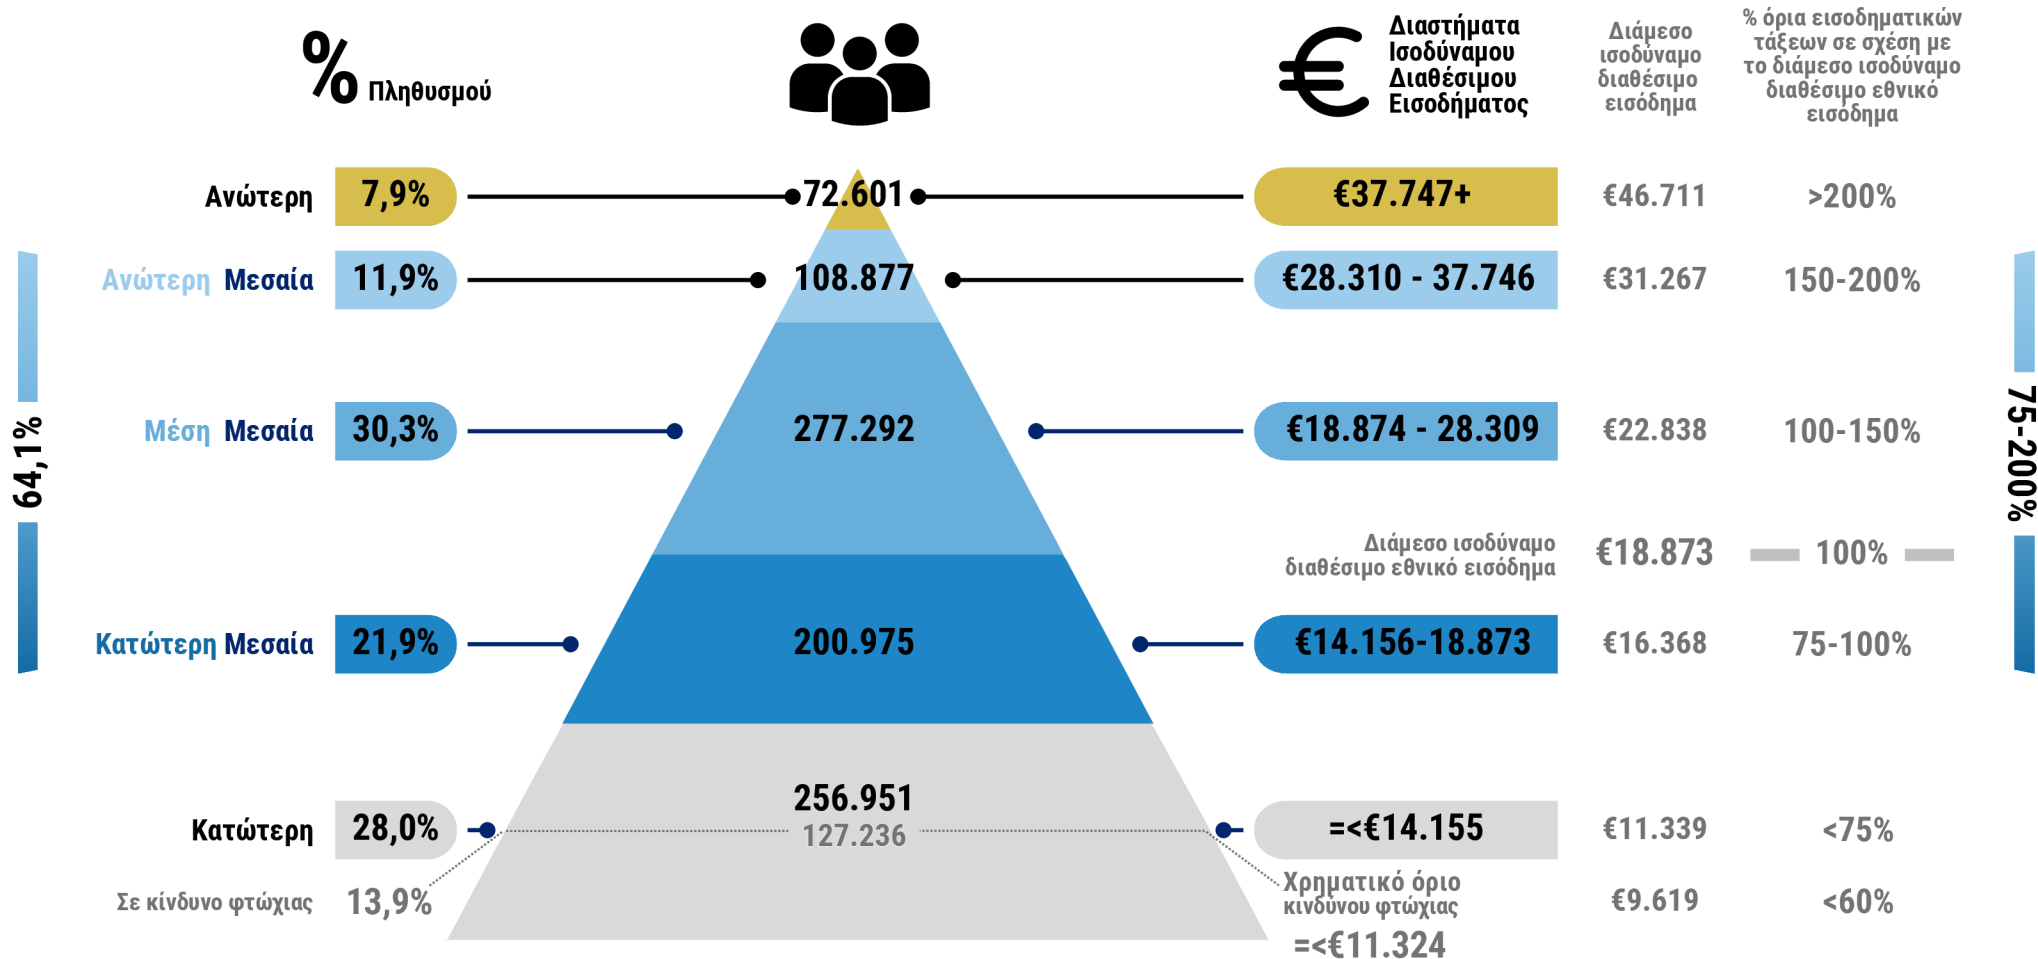 % Πληθυσμού
Διαστήματα
Ισοδύναμου
Διαθέσιμου
Εισοδήματος
Διάμεσο
ισοδύναμο
διαθέσιμο
εισόδημα
% όρια εισοδηματικών
τάξεων σε σχέση με
το διάμεσο ισοδύναμο
διαθέσιμο εθνικό
εισόδημα
Ανώτερη 7,9% 72.601 €37.747+ €46.711 >200%
Ανώτερη Μεσαία 11,9% 108.877 €28.310 - 37.746 €31.267 150-200%
Μέση Μεσαία 30,3% 277.292 €18.874 - 28.309 €22.838 100-150%
64,1%
75-200%
Διάμεσο ισοδύναμο
διαθέσιμο εθνικό εισόδημα
€18.873 100%
Κατώτερη Μεσαία 21,9% 200.975 €14.156-18.873 €16.368 75-100%
Κατώτερη 28,0% 256.951 =<€14.155 €11.339 <75%
127.236
Σε κίνδυνο φτώχιας 13,9%
Χρηματικό όριο
κινδύνου φτώχιας
=<€11.324
€9.619 <60%